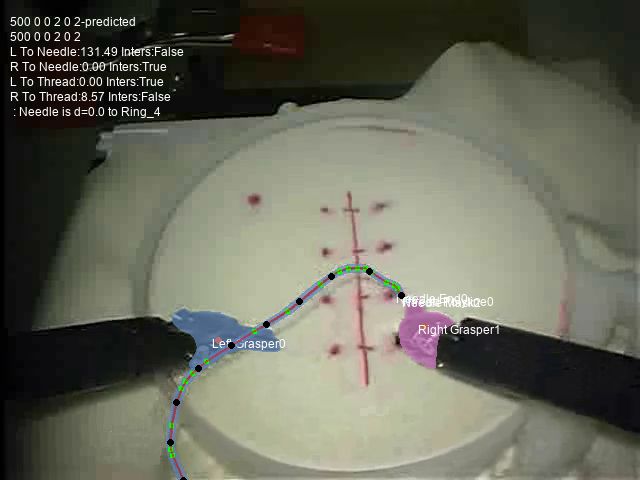 500 0 0 2 0 2-predicted
500 0 0 2 0 2
L To Needle:131.49 Inters:False
R To Needle:0.00 Inters:True
L To Thread:0.00 Inters:True
R To Thread:8.57 Inters:False
: Needle is d=0.0 to Ring_4
Needle End0
Right Grasper1
Left Grasper0